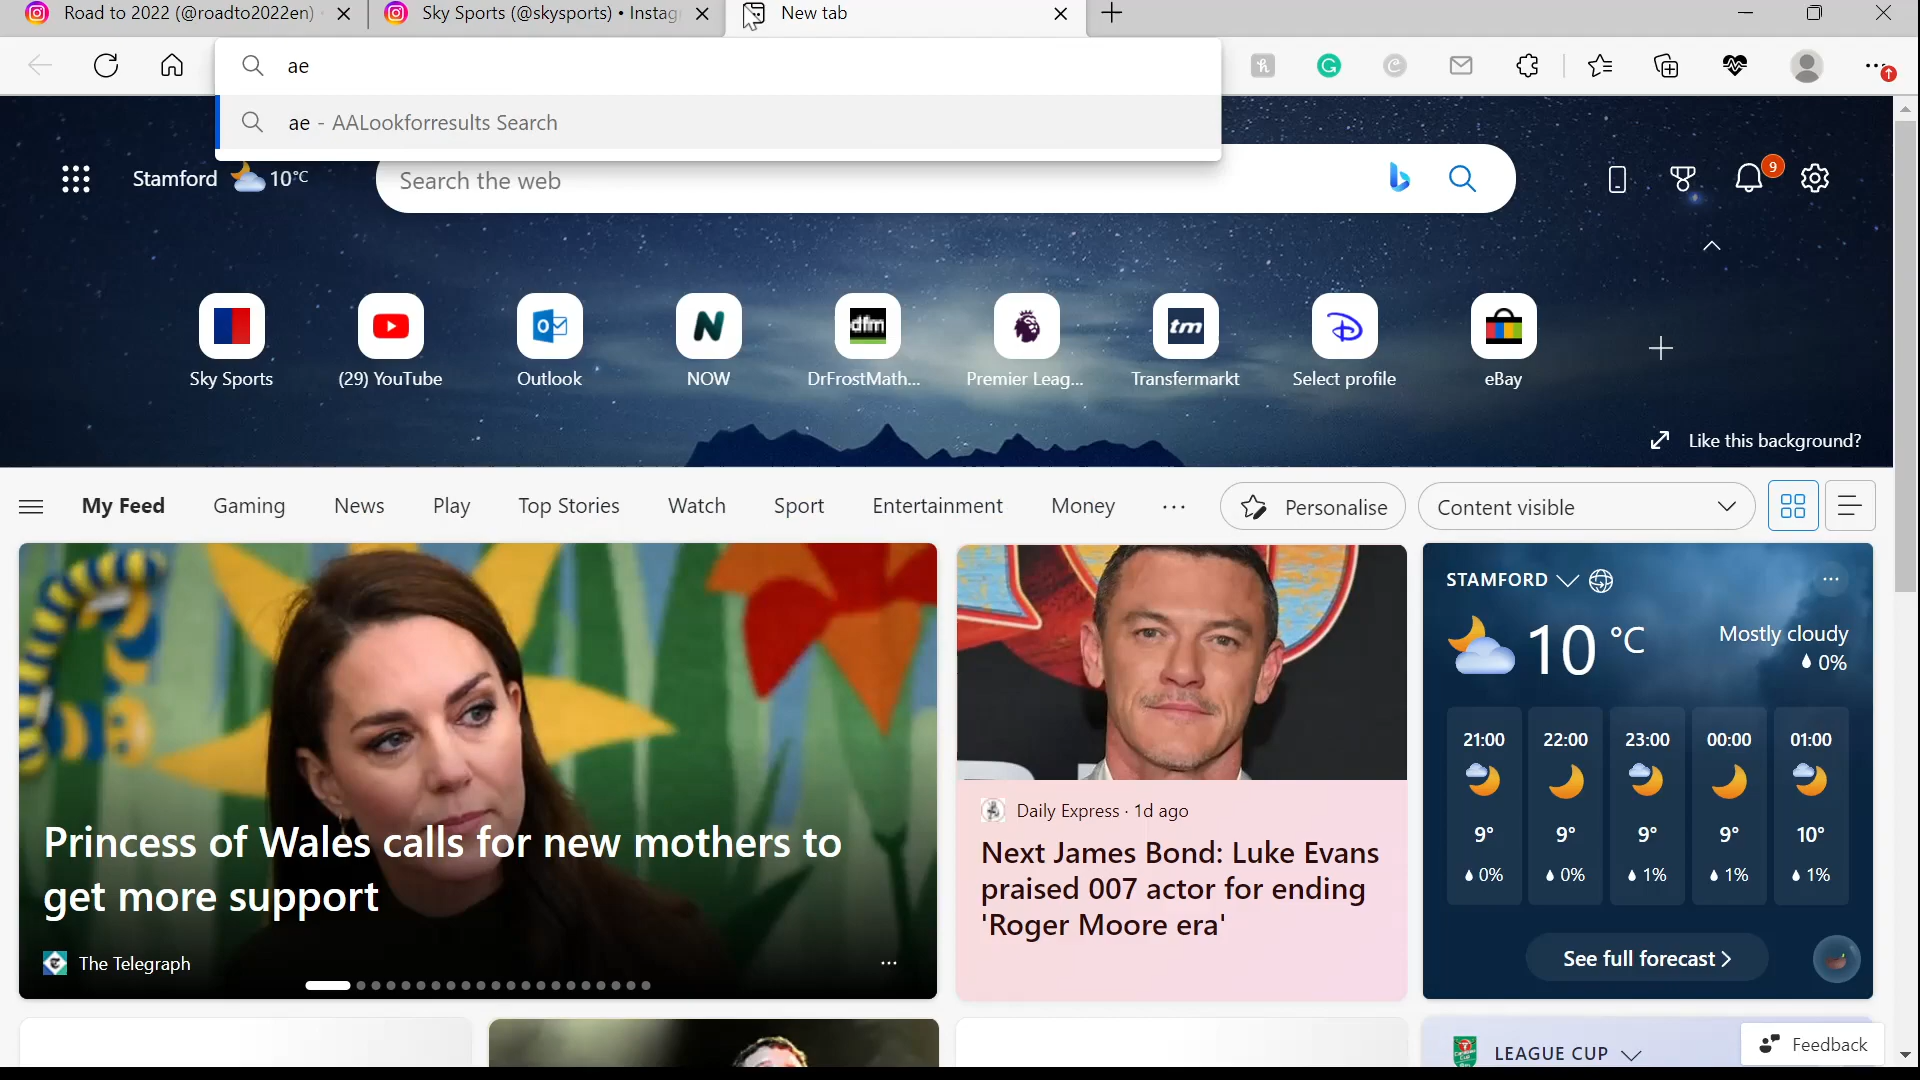 Road to 2022 (@roadto2022en)
Sky Sports (@skysports) • Instag
New tab
ae
ae - AALookforresults Search
Stamford 10°C
Search the web
9
Sky Sports
(29) YouTube
Outlook
NOW
dfm
DrFrostMath...
Premier Leag...
tm
Transfermarkt
Select profile
eBay
Like this background?
My Feed
Gaming
News
Play
Top Stories
Watch
Sport
Entertainment
Money
Personalise
Content visible
Princess of Wales calls for new mothers to
get more support
The Telegraph
Daily Express · 1d ago
Next James Bond: Luke Evans
praised 007 actor for ending
'Roger Moore era'
STAMFORD
10 °C
Mostly cloudy
0%
21:00 22:00 23:00 00:00 01:00
9° 9° 9° 9° 10°
0% 0% 1% 1% 1%
See full forecast
LEAGUE CUP
Feedback